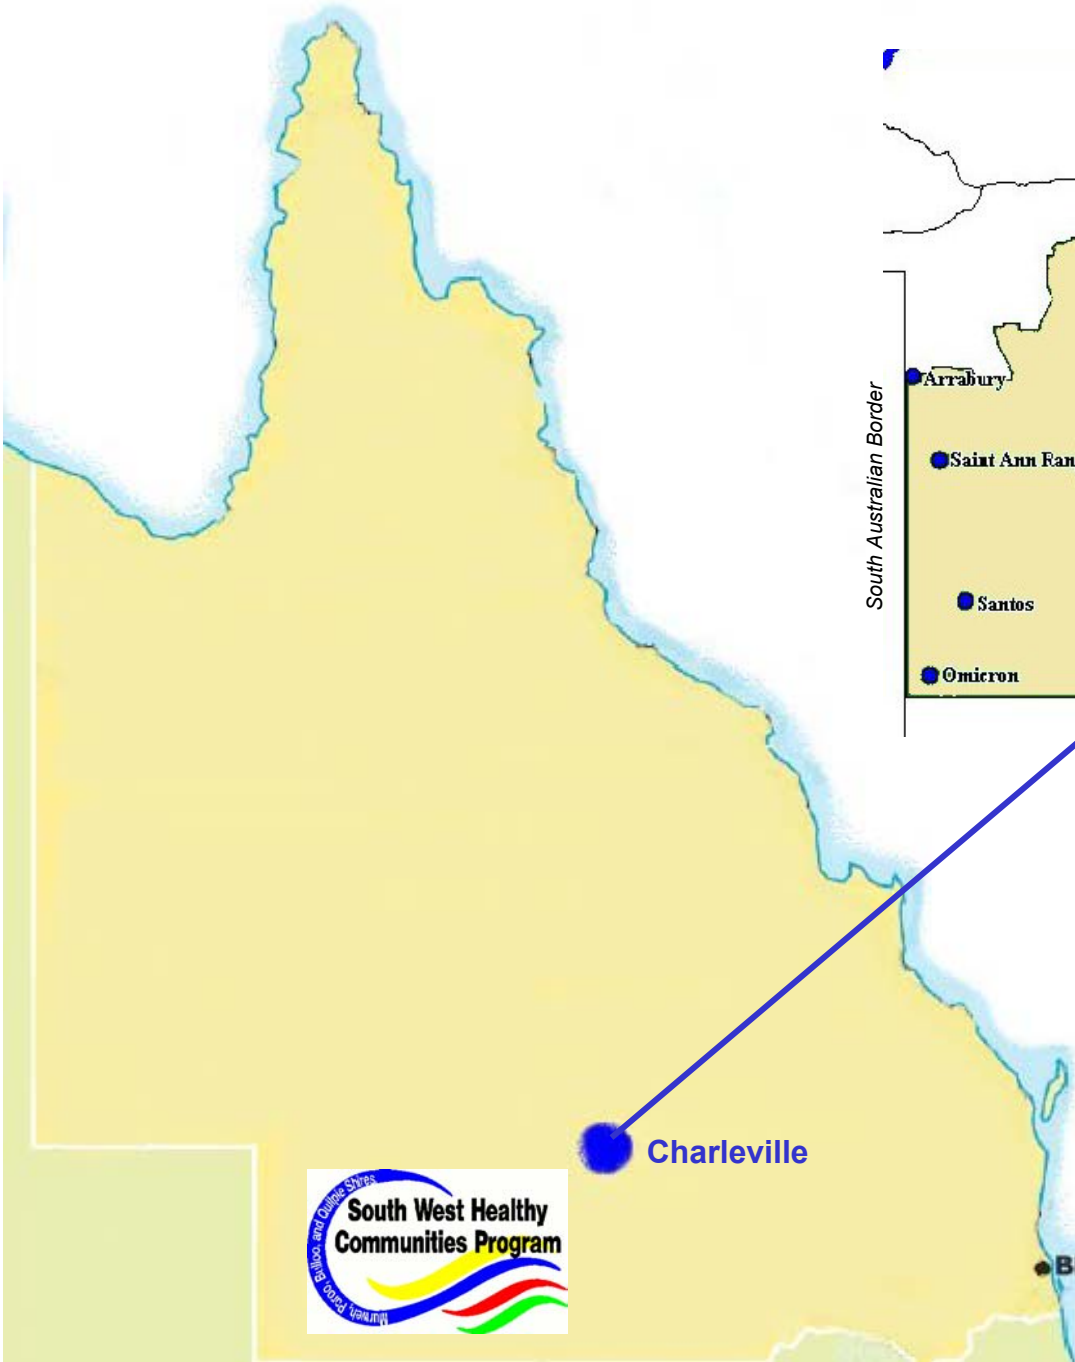 Arrabury
Saint Ann Ran
Santos
Omicron
South Australian Border
Charleville
South West Healthy
Communities Program
Murweh, Paroo, Bulloo, and Quilpie Shires
B